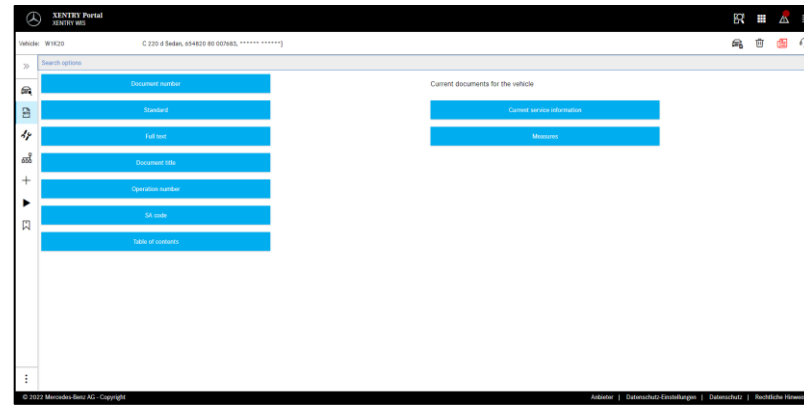 XENTRY Portal
XENTRY WIS
Vehicle: W1K20 C 220 d Sedan, 654820 80 007683, ****** ******)
Search options
Document number
Current documents for the vehicle
Standard
Current service information
Full text
Measures
Document title
Operation number
SA code
Table of contents
© 2022 Mercedes-Benz AG - Copyright
Anbieter | Datenschutz-Einstellungen | Datenschutz | Rechtliche Hinwei